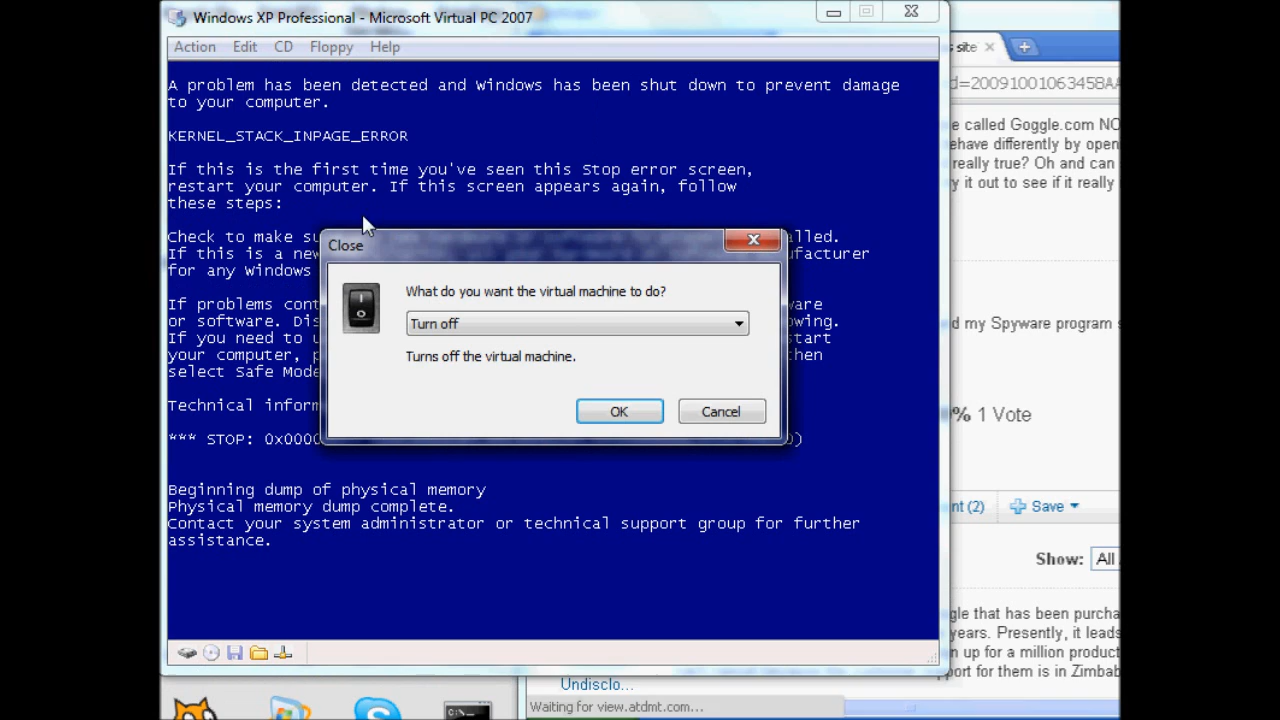 Windows XP Professional - Microsoft Virtual PC 2007
Action Edit CD Floppy Help
A problem has been detected and Windows has been shut down to prevent damage
to your computer.
KERNEL_STACK_INPAGE_ERROR
If this is the first time you've seen this Stop error screen,
restart your computer. If this screen appears again, follow
these steps:
Check to make su
alled.
If this is a new
ufacturer
for any Windows
If problems cont
ware
or software. Dis
owing.
If you need to u
start
your computer, p
then
select Safe Mode
Technical inform
*** STOP: 0x0000
)
Beginning dump of physical memory
Physical memory dump complete.
Contact your system administrator or technical support group for further
assistance.
Close
What do you want the virtual machine to do?
Turn off
Turns off the virtual machine.
OK Cancel
site
d=20091001063458AA
e called Goggle.com NO
ehave differently by open
really true? Oh and can
y it out to see if it really
d my Spyware program s
% 1 Vote
nt (2) Save
Show: All
gle that has been purcha
years. Presently, it leads
n up for a million product
port for them is in Zimbab
Undisclo...
Waiting for view.atdmt.com...